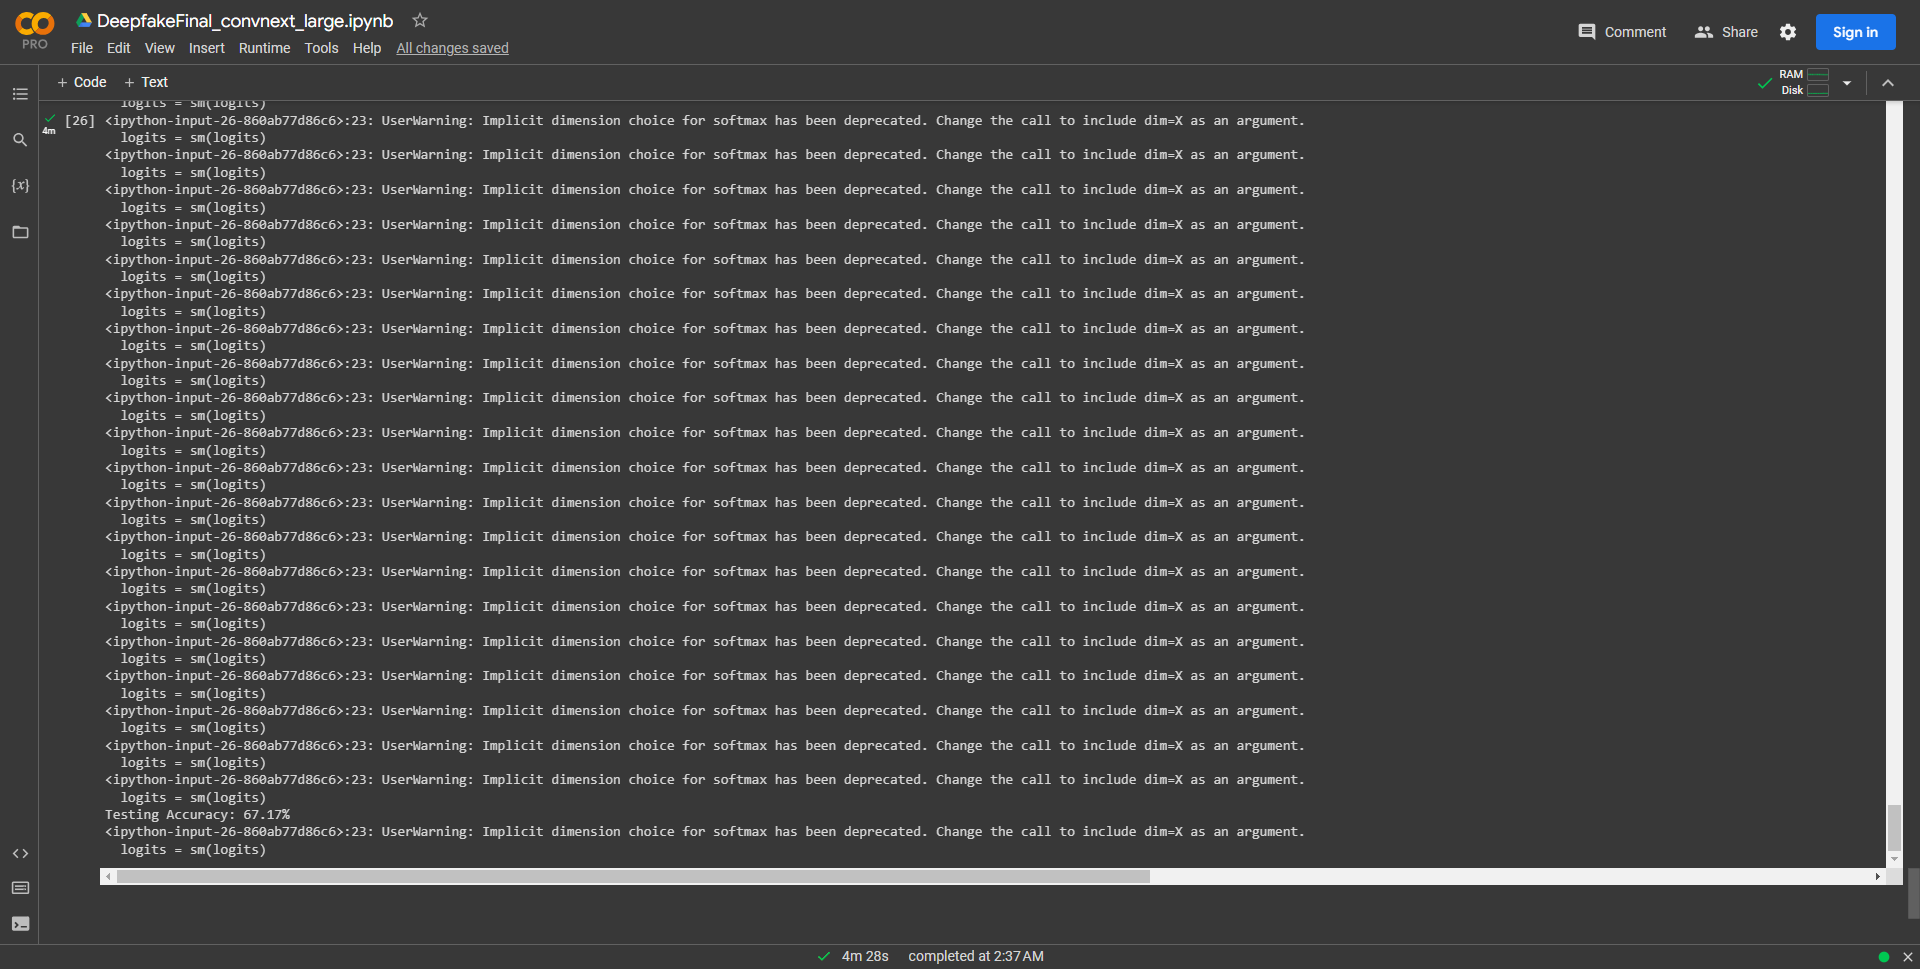 DeepfakeFinal_convnext_large.ipynb
PRO
File Edit View Insert Runtime Tools Help All changes saved
Comment Share Sign in
+ Code + Text
RAM
Disk
logits = sm(logits)
4m [26] <ipython-input-26-860ab77d86c6>:23: UserWarning: Implicit dimension choice for softmax has been deprecated. Change the call to include dim=X as an argument.
logits = sm(logits)
<ipython-input-26-860ab77d86c6>:23: UserWarning: Implicit dimension choice for softmax has been deprecated. Change the call to include dim=X as an argument.
logits = sm(logits)
<ipython-input-26-860ab77d86c6>:23: UserWarning: Implicit dimension choice for softmax has been deprecated. Change the call to include dim=X as an argument.
logits = sm(logits)
<ipython-input-26-860ab77d86c6>:23: UserWarning: Implicit dimension choice for softmax has been deprecated. Change the call to include dim=X as an argument.
logits = sm(logits)
<ipython-input-26-860ab77d86c6>:23: UserWarning: Implicit dimension choice for softmax has been deprecated. Change the call to include dim=X as an argument.
logits = sm(logits)
<ipython-input-26-860ab77d86c6>:23: UserWarning: Implicit dimension choice for softmax has been deprecated. Change the call to include dim=X as an argument.
logits = sm(logits)
<ipython-input-26-860ab77d86c6>:23: UserWarning: Implicit dimension choice for softmax has been deprecated. Change the call to include dim=X as an argument.
logits = sm(logits)
<ipython-input-26-860ab77d86c6>:23: UserWarning: Implicit dimension choice for softmax has been deprecated. Change the call to include dim=X as an argument.
logits = sm(logits)
<ipython-input-26-860ab77d86c6>:23: UserWarning: Implicit dimension choice for softmax has been deprecated. Change the call to include dim=X as an argument.
logits = sm(logits)
<ipython-input-26-860ab77d86c6>:23: UserWarning: Implicit dimension choice for softmax has been deprecated. Change the call to include dim=X as an argument.
logits = sm(logits)
<ipython-input-26-860ab77d86c6>:23: UserWarning: Implicit dimension choice for softmax has been deprecated. Change the call to include dim=X as an argument.
logits = sm(logits)
<ipython-input-26-860ab77d86c6>:23: UserWarning: Implicit dimension choice for softmax has been deprecated. Change the call to include dim=X as an argument.
logits = sm(logits)
<ipython-input-26-860ab77d86c6>:23: UserWarning: Implicit dimension choice for softmax has been deprecated. Change the call to include dim=X as an argument.
logits = sm(logits)
<ipython-input-26-860ab77d86c6>:23: UserWarning: Implicit dimension choice for softmax has been deprecated. Change the call to include dim=X as an argument.
logits = sm(logits)
<ipython-input-26-860ab77d86c6>:23: UserWarning: Implicit dimension choice for softmax has been deprecated. Change the call to include dim=X as an argument.
logits = sm(logits)
<ipython-input-26-860ab77d86c6>:23: UserWarning: Implicit dimension choice for softmax has been deprecated. Change the call to include dim=X as an argument.
logits = sm(logits)
<ipython-input-26-860ab77d86c6>:23: UserWarning: Implicit dimension choice for softmax has been deprecated. Change the call to include dim=X as an argument.
logits = sm(logits)
<ipython-input-26-860ab77d86c6>:23: UserWarning: Implicit dimension choice for softmax has been deprecated. Change the call to include dim=X as an argument.
logits = sm(logits)
<ipython-input-26-860ab77d86c6>:23: UserWarning: Implicit dimension choice for softmax has been deprecated. Change the call to include dim=X as an argument.
logits = sm(logits)
<ipython-input-26-860ab77d86c6>:23: UserWarning: Implicit dimension choice for softmax has been deprecated. Change the call to include dim=X as an argument.
logits = sm(logits)
Testing Accuracy: 67.17%
<ipython-input-26-860ab77d86c6>:23: UserWarning: Implicit dimension choice for softmax has been deprecated. Change the call to include dim=X as an argument.
logits = sm(logits)
4m 28s completed at 2:37 AM